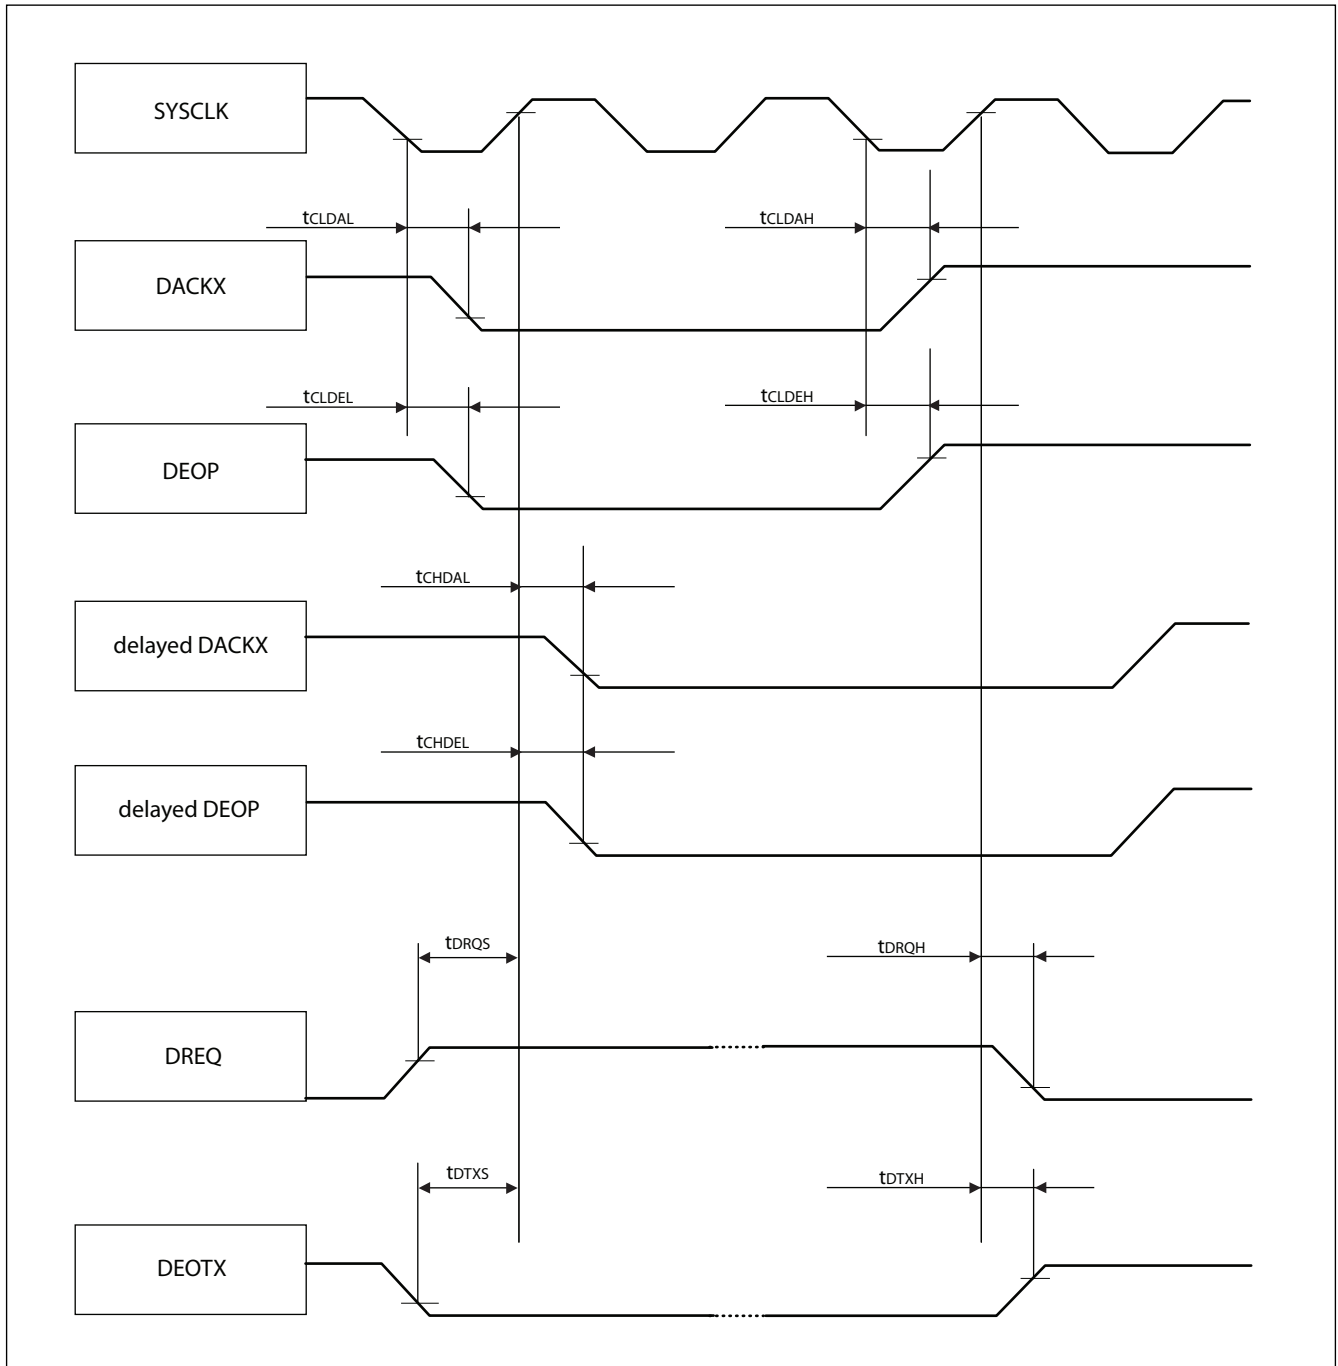 SYSCLK
tCLDAL
tCLDAH
DACKX
tCLDEL
tCLDEH
DEOP
tCHDAL
delayed DACKX
tCHDEL
delayed DEOP
tDRQS
tDRQH
DREQ
tDTXS
tDTXH
DEOTX